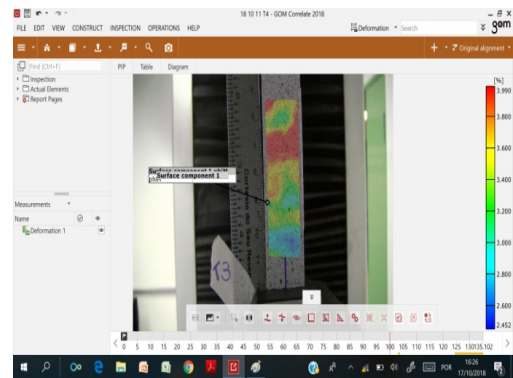 18 10 11 T4 - GOM Correlate 2018
FILE EDIT VIEW CONSTRUCT INSPECTION OPERATIONS HELP
Deformation
Search
gom
Original alignment
Find (Ctrl+F)
PIP Table Diagram
Inspection
Actual Elements
Report Pages
[%]
3.990
3.800
3.600
3.400
3.200
3.000
2.800
2.600
2.452
Surface component 1
Measurements
Name
Deformation 1
T3
0 5 10 15 20 25 30 35 40 45 50 55 60 65 70 75 80 85 90 95 100 105 110 115 120 125 130 135.102
POR
16:26
17/10/2018